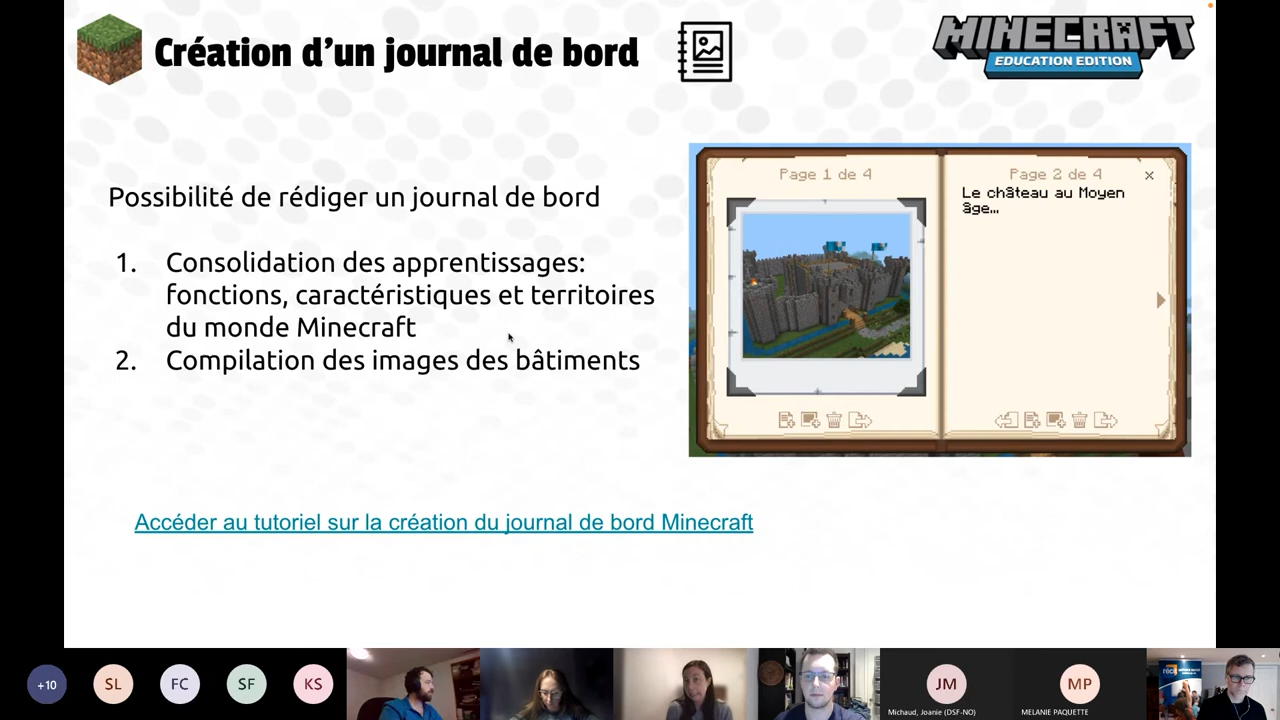 Création d'un journal de bord
MINECRAFT
EDUCATION EDITION
Possibilité de rédiger un journal de bord
1. Consolidation des apprentissages:
fonctions, caractéristiques et territoires
du monde Minecraft
2. Compilation des images des bâtiments
Page 1 de 4
Page 2 de 4
Le château au Moyen
âge...
Accéder au tutoriel sur la création du journal de bord Minecraft
+10
SL
FC
SF
KS
JM
Michaud, Joanie (DSF-NO)
MP
MELANIE PAQUETTE